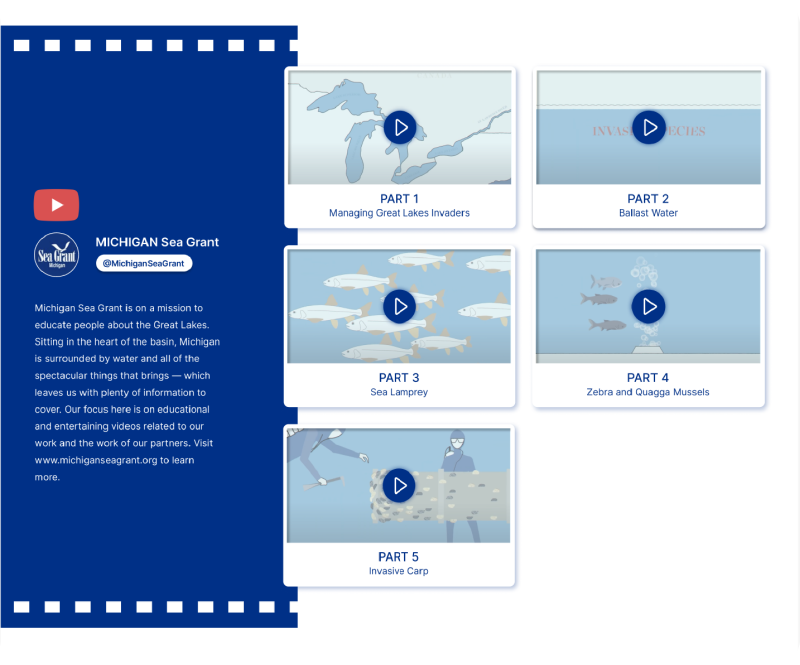 Sea Grant
Michigan
MICHIGAN Sea Grant
@MichiganSeaGrant
Michigan Sea Grant is on a mission to
educate people about the Great Lakes.
Sitting in the heart of the basin, Michigan
is surrounded by water and all of the
spectacular things that brings — which
leaves us with plenty of information to
cover. Our focus here is on educational
and entertaining videos related to our
work and the work of our partners. Visit
www.michiganseagrant.org to learn
more.
PART 1
Managing Great Lakes Invaders
PART 2
Ballast Water
PART 3
Sea Lamprey
PART 4
Zebra and Quagga Mussels
PART 5
Invasive Carp